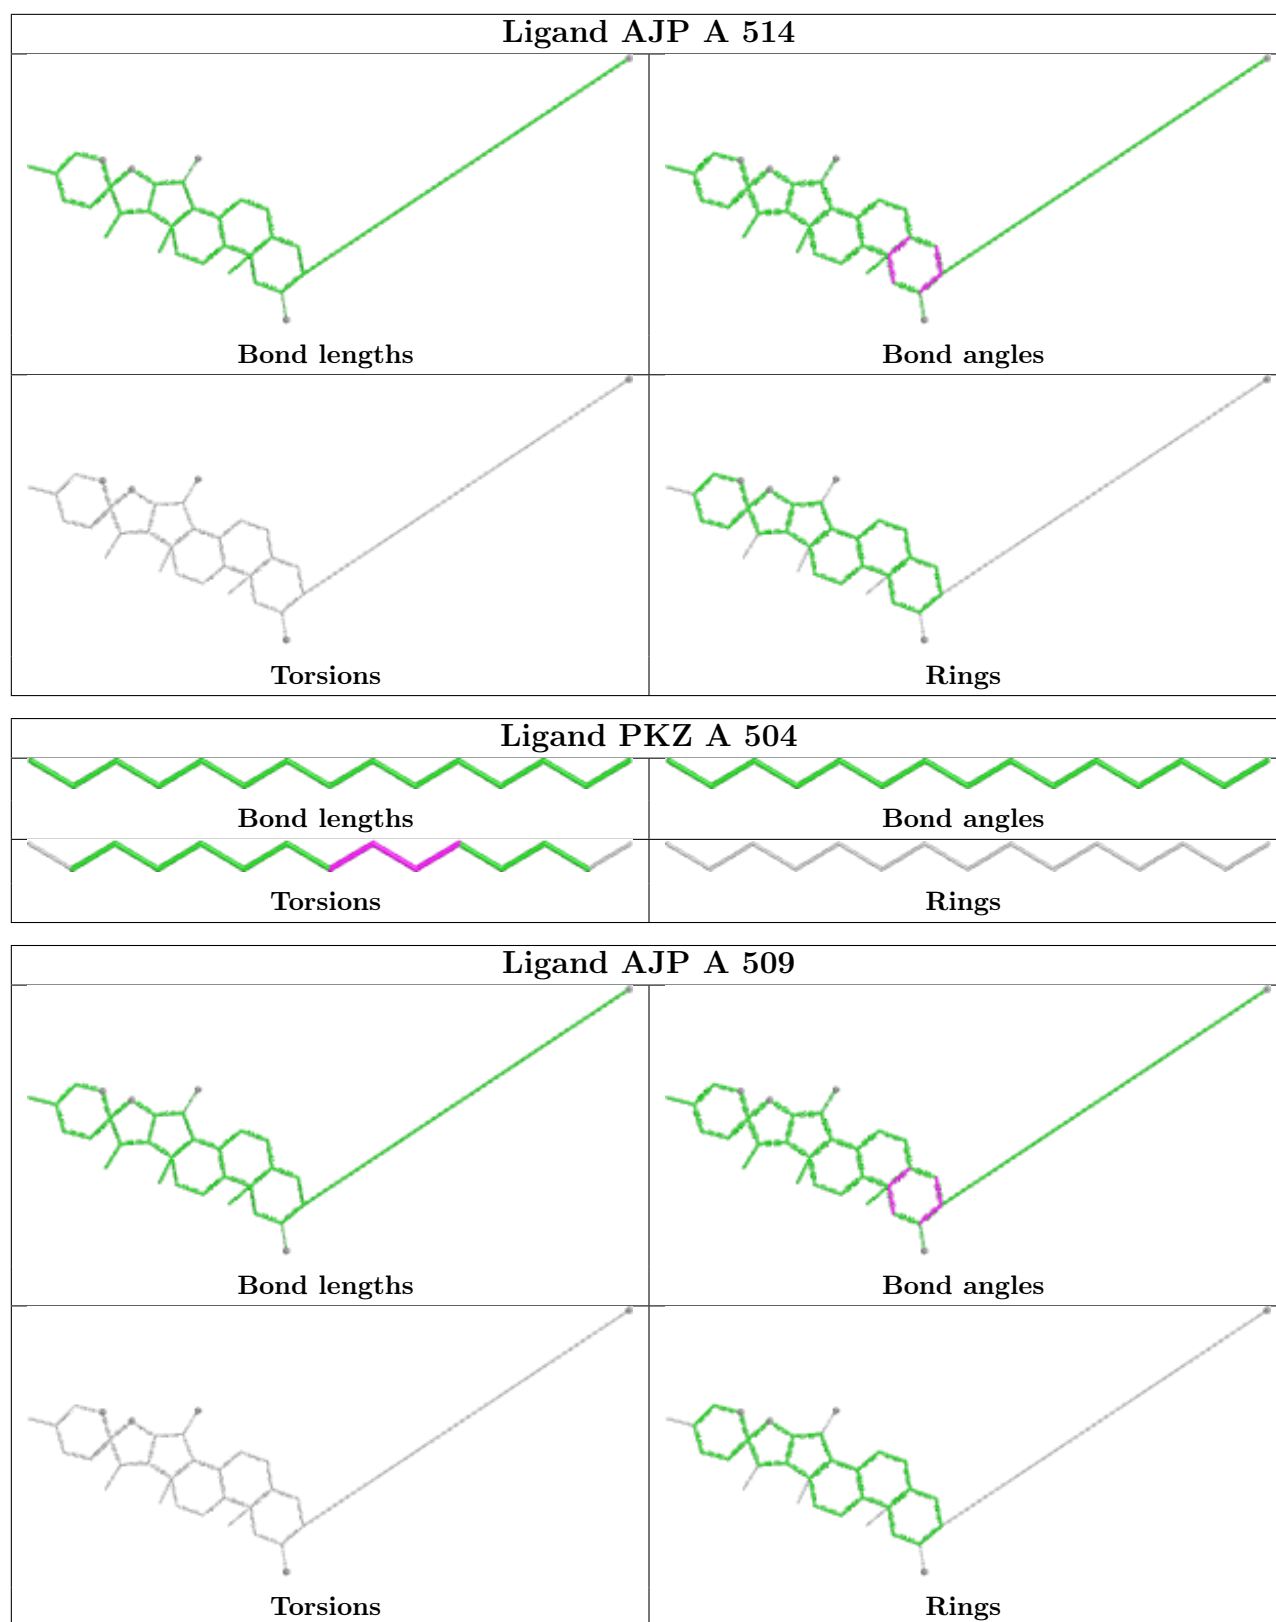 Ligand AJP A 514
Bond lengths
Bond angles
Torsions
Rings
Ligand PKZ A 504
Bond lengths
Bond angles
Torsions
Rings
Ligand AJP A 509
Bond lengths
Bond angles
Torsions
Rings